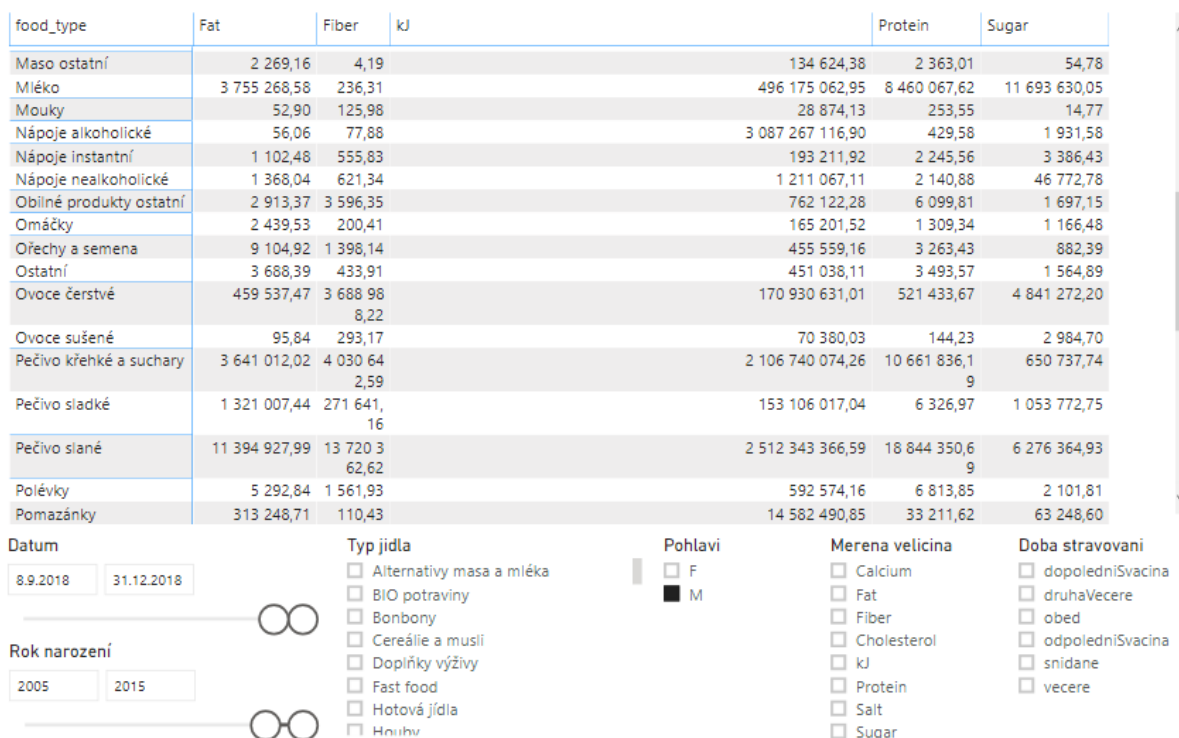 food_type Fat Fiber kJ Protein Sugar
Maso ostatní 2 269,16 4,19 134 624,38 2 363,01 54,78
Mléko 3 755 268,58 236,31 496 175 062,95 8 460 067,62 11 693 630,05
Mouky 52,90 125,98 28 874,13 253,55 14,77
Nápoje alkoholické 56,06 77,88 3 087 267 116,90 429,58 1 931,58
Nápoje instantní 1 102,48 555,83 193 211,92 2 245,56 3 386,43
Nápoje nealkoholické 1 368,04 621,34 1 211 067,11 2 140,88 46 772,78
Obilné produkty ostatní 2 913,37 3 596,35 762 122,28 6 099,81 1 697,15
Omáčky 2 439,53 200,41 165 201,52 1 309,34 1 166,48
Ořechy a semena 9 104,92 1 398,14 455 559,16 3 263,43 882,39
Ostatní 3 688,39 433,91 451 038,11 3 493,57 1 564,89
Ovoce čerstvé 459 537,47 3 688 98 170 930 631,01 521 433,67 4 841 272,20
8,22
Ovoce sušené 95,84 293,17 70 380,03 144,23 2 984,70
Pečivo křehké a suchary 3 641 012,02 4 030 64 2 106 740 074,26 10 661 836,1 650 737,74
2,59 9
Pečivo sladké 1 321 007,44 271 641, 153 106 017,04 6 326,97 1 053 772,75
16
Pečivo slané 11 394 927,99 13 720 3 2 512 343 366,59 18 844 350,6 6 276 364,93
62,62 9
Polévky 5 292,84 1 561,93 592 574,16 6 813,85 2 101,81
Pomazánky 313 248,71 110,43 14 582 490,85 33 211,62 63 248,60
Datum Typ jidla Pohlavi Merena velicina Doba stravovani
8.9.2018 31.12.2018 Alternativy masa a mléka F Calcium dopoledniSvacina
BIO potraviny M Fat druhaVecere
Bonbony Fiber obed
Cereálie a musli Cholesterol odpoledniSvacina
Rok narození Doplňky výživy kJ snidane
2005 2015 Fast food Protein vecere
Hotová jídla Salt
Houby Sugar